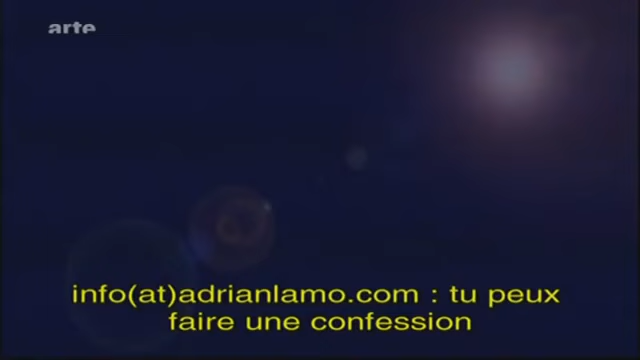 arte
info(at)adrianlamo.com : tu peux
faire une confession